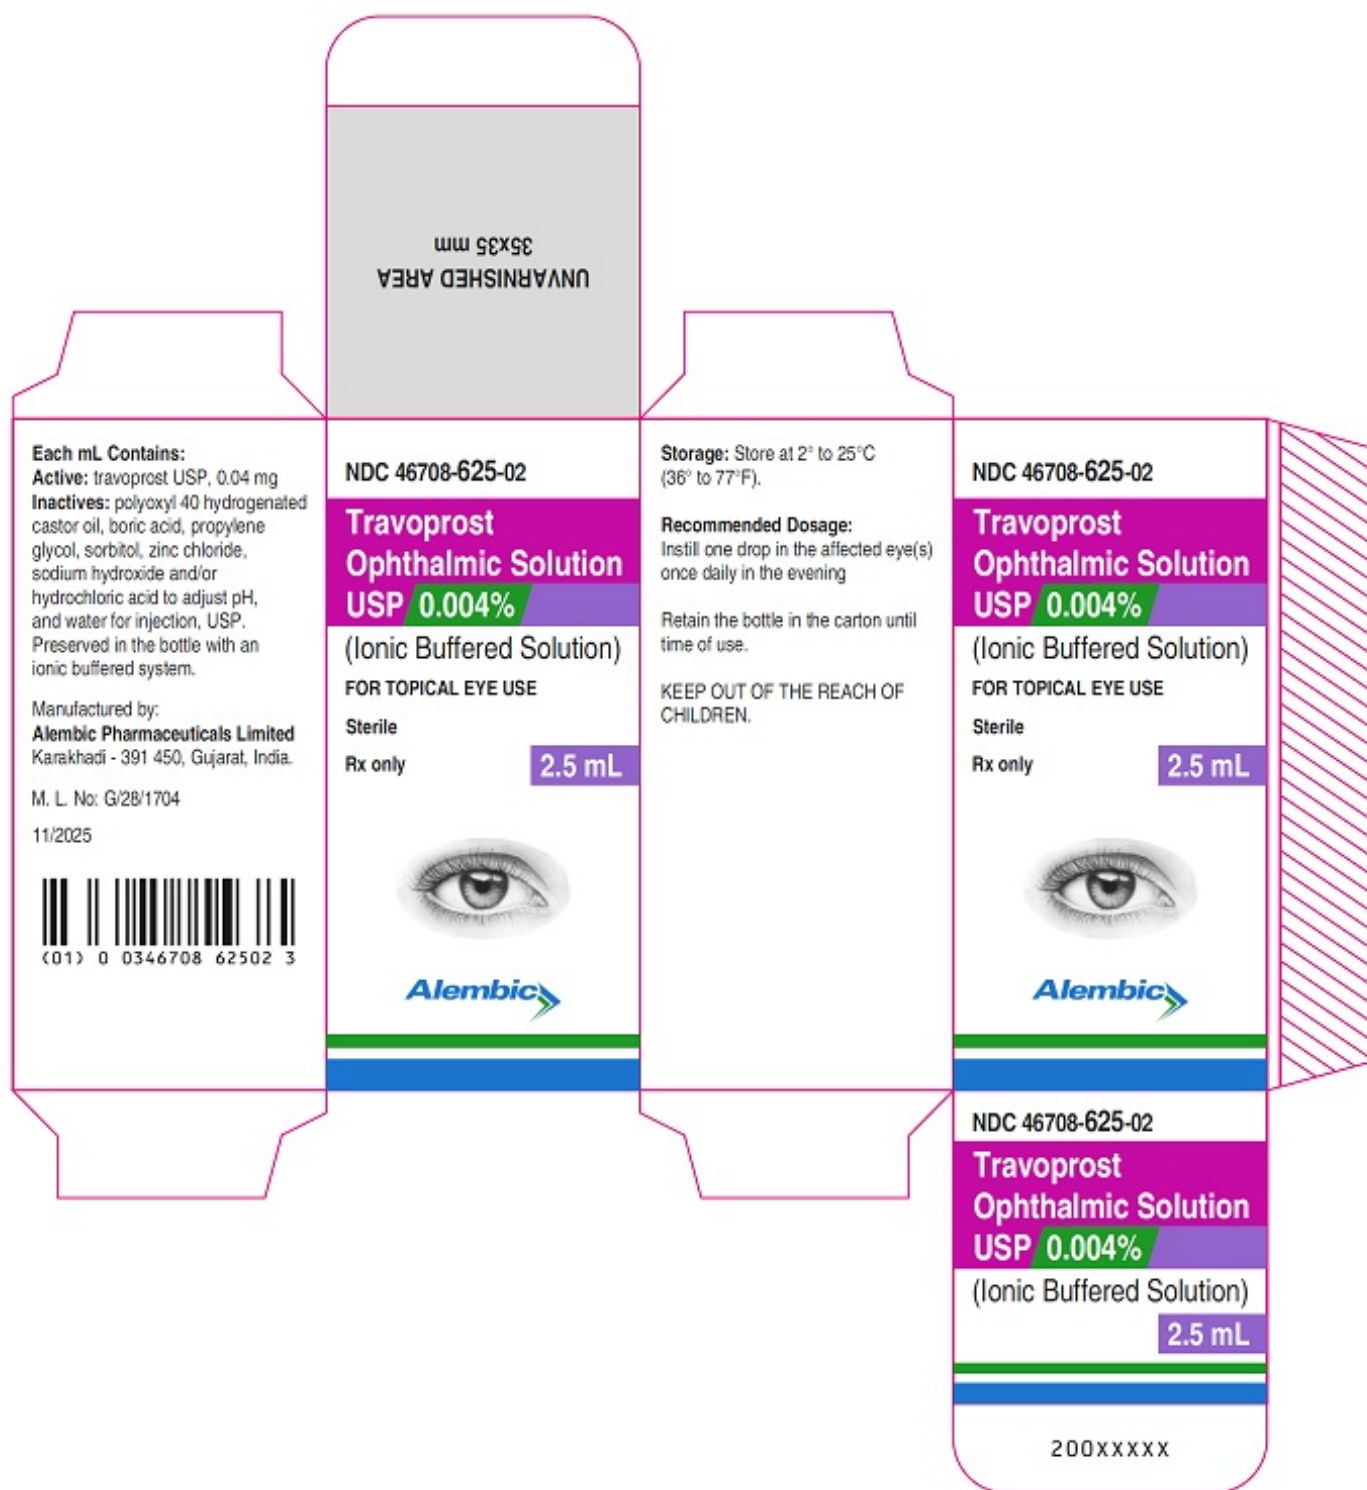 UNVARNISHED AREA
35x35 mm
Each mL Contains:
Active: travoprost USP, 0.04 mg
Inactives: polyoxyl 40 hydrogenated
castor oil, boric acid, propylene
glycol, sorbitol, zinc chloride,
sodium hydroxide and/or
hydrochloric acid to adjust pH,
and water for injection, USP.
Preserved in the bottle with an
ionic buffered system.
Manufactured by:
Alembic Pharmaceuticals Limited
Karakhadi - 391 450, Gujarat, India.
M. L. No: G/28/1704
11/2025
(01) 0 0346708 62502 3
NDC 46708-625-02
Travoprost
Ophthalmic Solution
USP 0.004%
(Ionic Buffered Solution)
FOR TOPICAL EYE USE
Sterile
Rx only
2.5 mL
Alembic
Storage: Store at 2° to 25°C
(36° to 77°F).
Recommended Dosage:
Instill one drop in the affected eye(s)
once daily in the evening
Retain the bottle in the carton until
time of use.
KEEP OUT OF THE REACH OF
CHILDREN.
NDC 46708-625-02
Travoprost
Ophthalmic Solution
USP 0.004%
(Ionic Buffered Solution)
FOR TOPICAL EYE USE
Sterile
Rx only
2.5 mL
Alembic
NDC 46708-625-02
Travoprost
Ophthalmic Solution
USP 0.004%
(Ionic Buffered Solution)
2.5 mL
200XXXXX